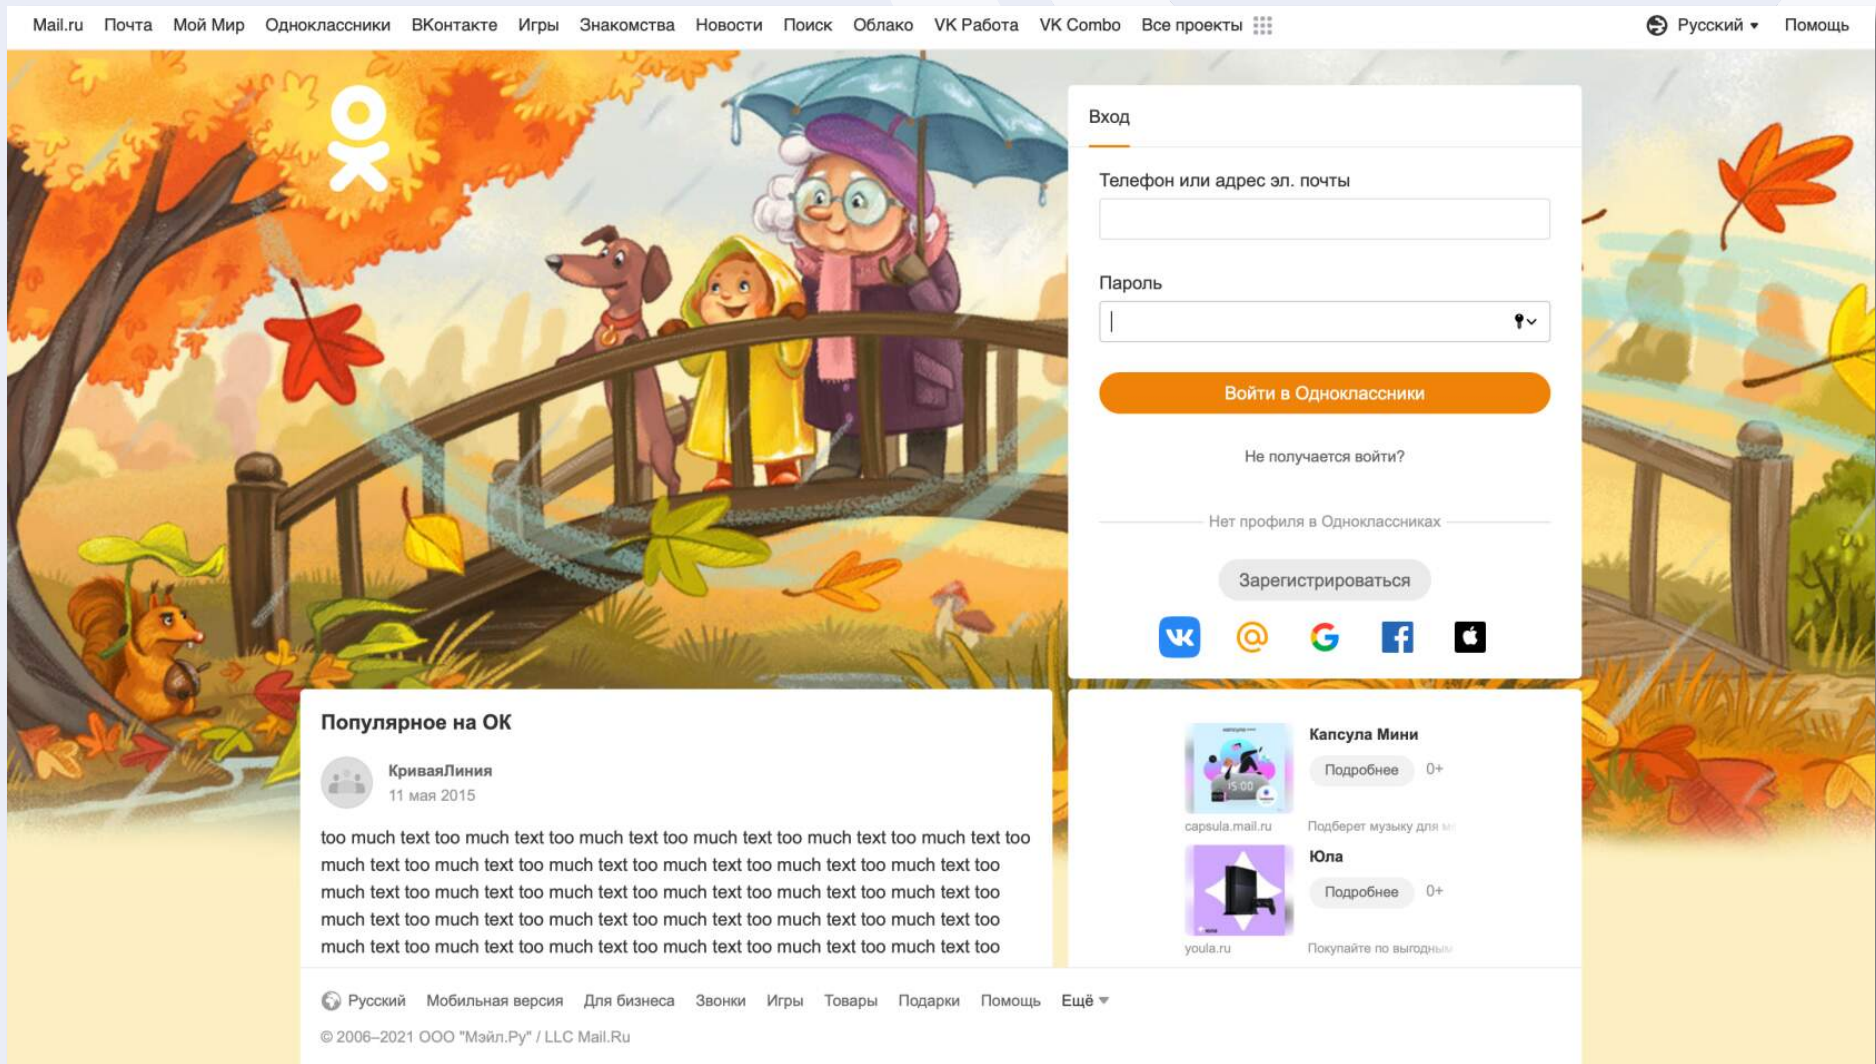 Mail.ru Почта Мой Мир Одноклассники ВКонтакте Игры Знакомства Новости Поиск Облако VK Работа VK Combo Все проекты Русский Помощь
Вход
Телефон или адрес эл. почты
Пароль
Войти в Одноклассники
Не получается войти?
Нет профиля в Одноклассниках
Зарегистрироваться
Популярное на ОК
КриваяЛиния
11 мая 2015
too much text too much text too much text too much text too much text too much text too
much text too much text too much text too much text too much text too much text too
much text too much text too much text too much text too much text too much text too
much text too much text too much text too much text too much text too much text too
much text too much text too much text too much text too much text too much text too
Капсула Мини
Подробнее 0+
15:00
capsula.mail.ru Подберет музыку для
Юла
Подробнее 0+
youla.ru Покупайте по выгодным
Русский Мобильная версия Для бизнеса Звонки Игры Товары Подарки Помощь Ещё
© 2006–2021 ООО "Мэйл.Ру" / LLC Mail.Ru